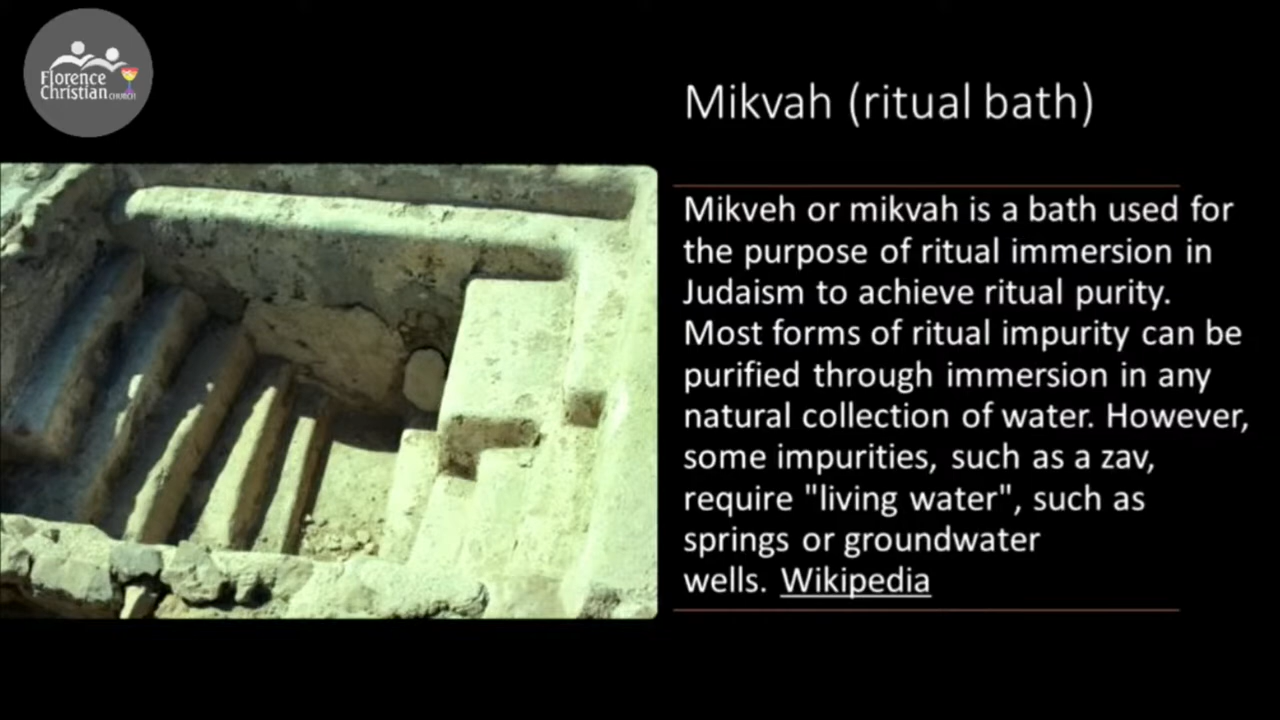 Florence
Christian CHURCH
Mikvah (ritual bath)
Mikveh or mikvah is a bath used for
the purpose of ritual immersion in
Judaism to achieve ritual purity.
Most forms of ritual impurity can be
purified through immersion in any
natural collection of water. However,
some impurities, such as a zav,
require "living water", such as
springs or groundwater
wells. Wikipedia